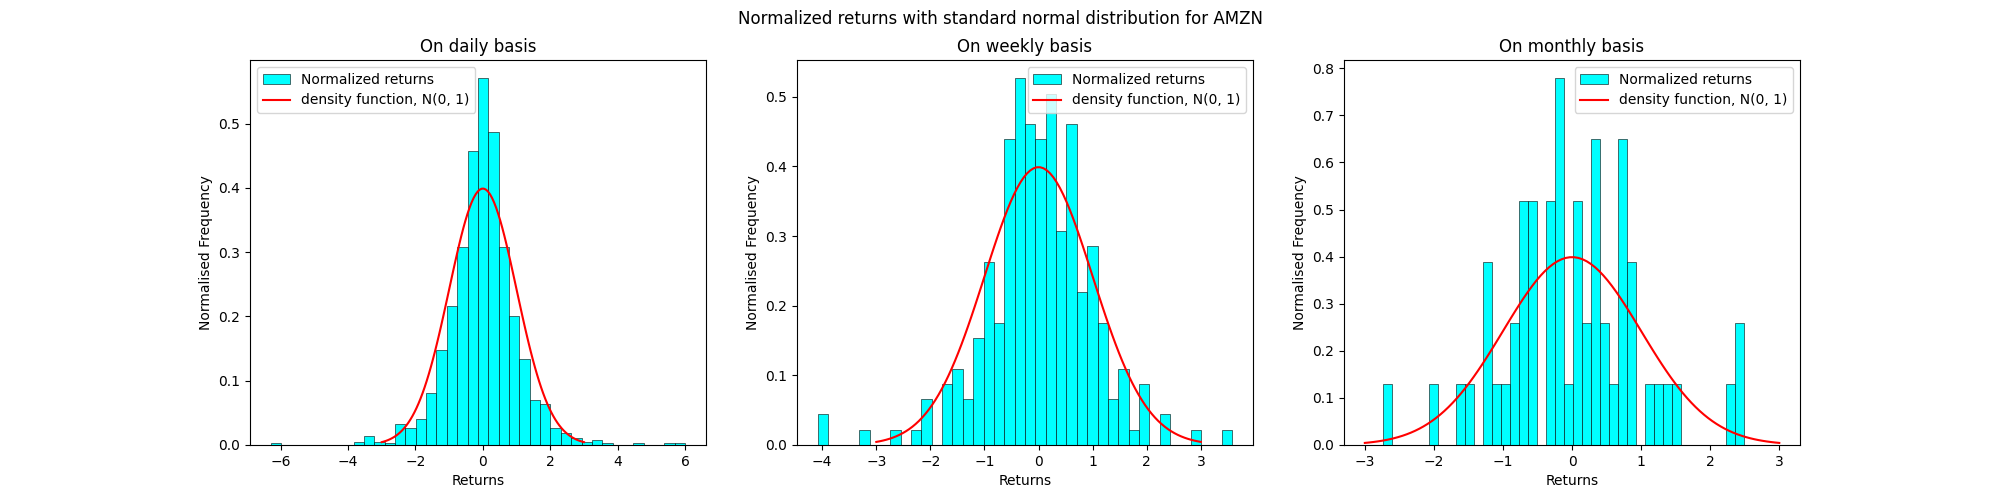 Normalized returns with standard normal distribution for AMZN
On daily basis
Normalized returns
density function, N(0, 1)
Normalised Frequency
0.5
0.4
0.3
0.2
0.1
0.0
−6 −4 −2 0 2 4 6
Returns
On weekly basis
Normalized returns
density function, N(0, 1)
Normalised Frequency
0.5
0.4
0.3
0.2
0.1
0.0
−4 −3 −2 −1 0 1 2 3
Returns
On monthly basis
Normalized returns
density function, N(0, 1)
Normalised Frequency
0.8
0.7
0.6
0.5
0.4
0.3
0.2
0.1
0.0
−3 −2 −1 0 1 2 3
Returns